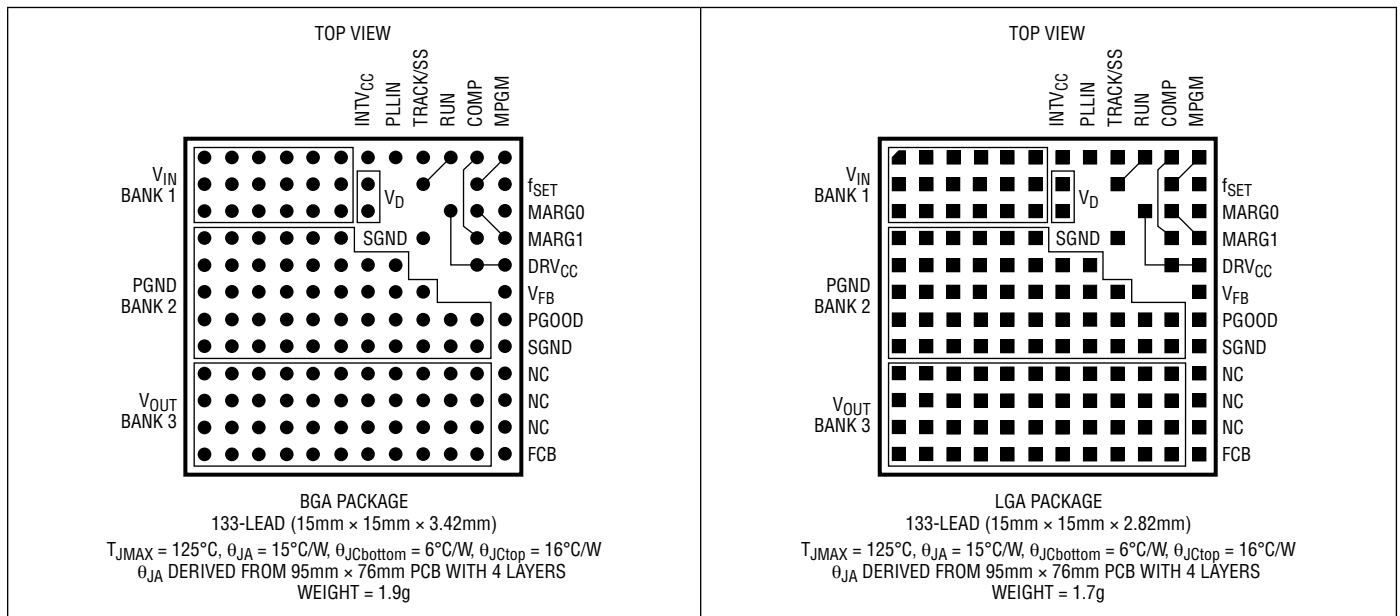 TOP VIEW
INTVCC
PLLIN
TRACK/SS
RUN
COMP
MPGM
VIN
BANK 1
VD
fSET
MARG0
SGND
MARG1
DRVCC
PGND
BANK 2
VFB
PGOOD
SGND
NC
VOUT
BANK 3
NC
NC
FCB
BGA PACKAGE
133-LEAD (15mm × 15mm × 3.42mm)
TJMAX = 125°C, θJA = 15°C/W, θJCbottom = 6°C/W, θJCtop = 16°C/W
θJA DERIVED FROM 95mm × 76mm PCB WITH 4 LAYERS
WEIGHT = 1.9g
TOP VIEW
INTVCC
PLLIN
TRACK/SS
RUN
COMP
MPGM
VIN
BANK 1
VD
fSET
MARG0
SGND
MARG1
DRVCC
PGND
BANK 2
VFB
PGOOD
SGND
NC
VOUT
BANK 3
NC
NC
FCB
LGA PACKAGE
133-LEAD (15mm × 15mm × 2.82mm)
TJMAX = 125°C, θJA = 15°C/W, θJCbottom = 6°C/W, θJCtop = 16°C/W
θJA DERIVED FROM 95mm × 76mm PCB WITH 4 LAYERS
WEIGHT = 1.7g